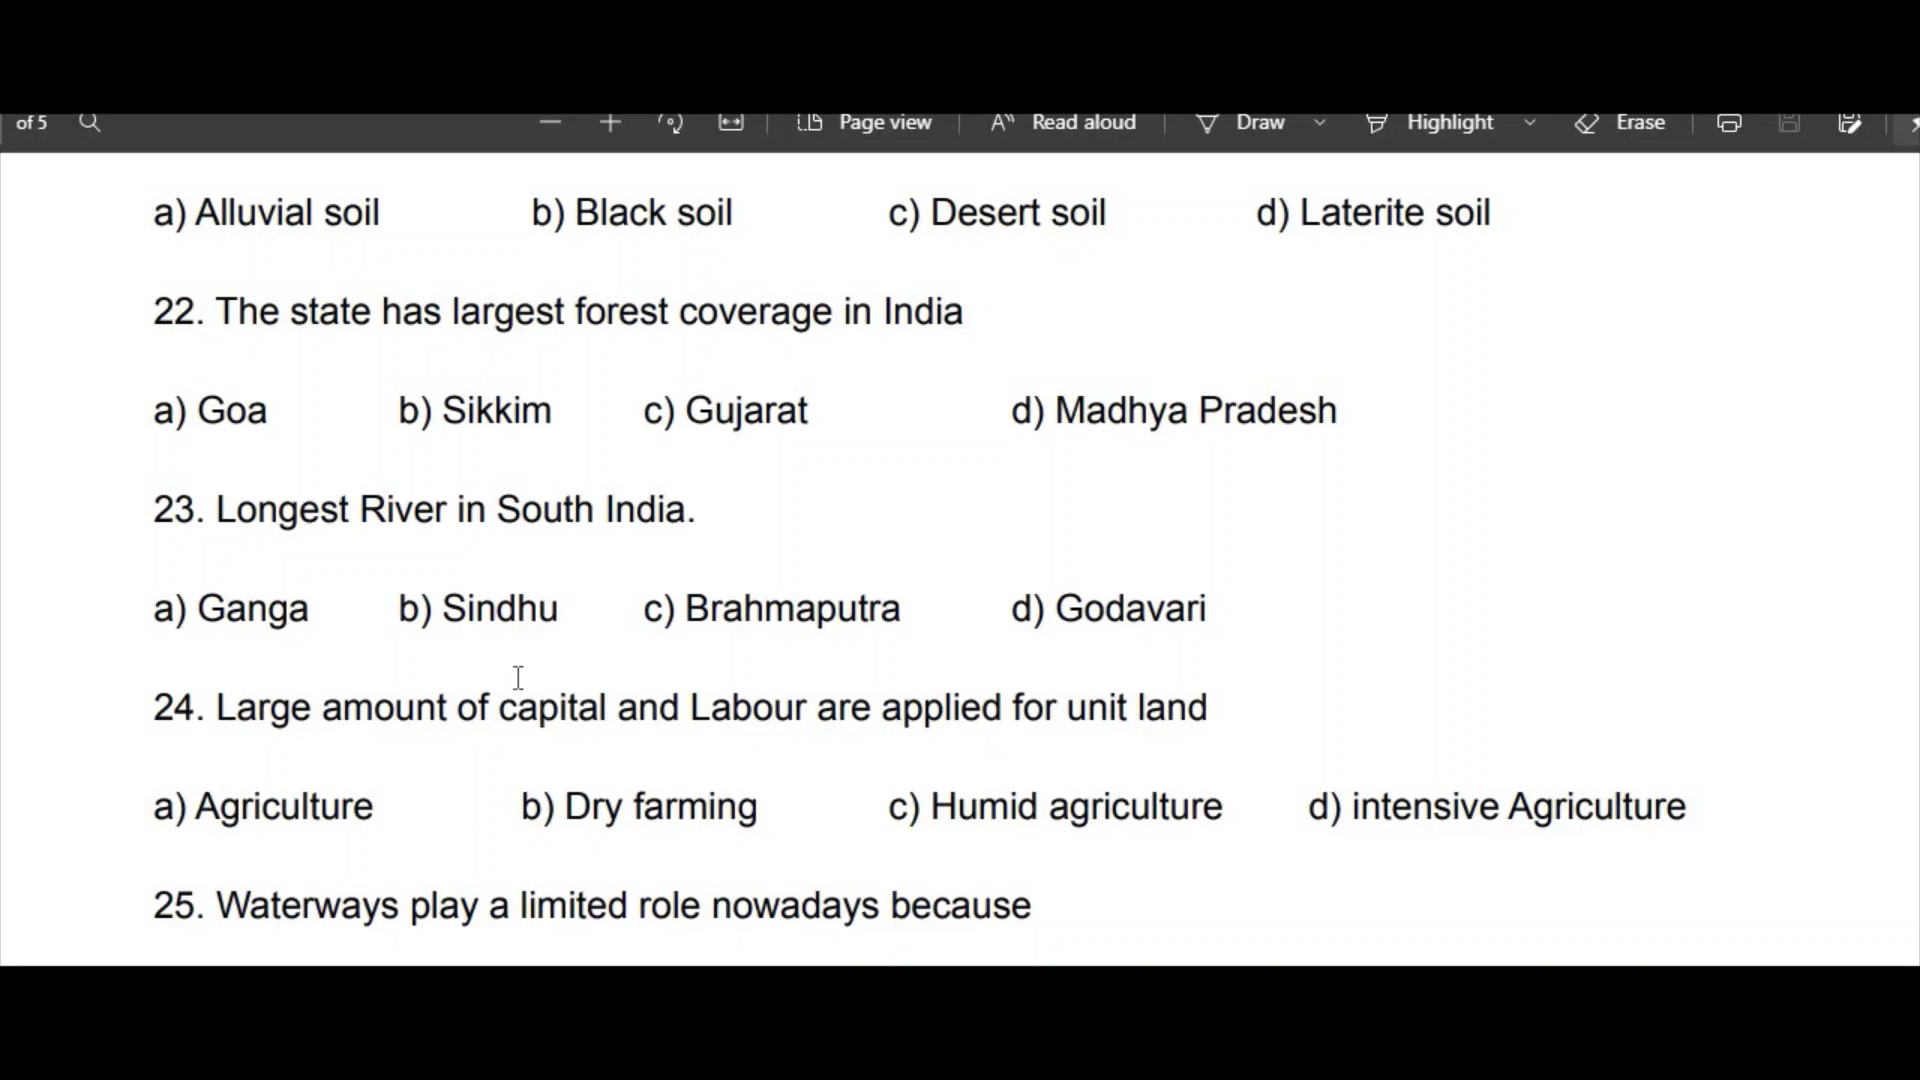 of 5 Page view Read aloud Draw Highlight Erase
a) Alluvial soil b) Black soil c) Desert soil d) Laterite soil
22. The state has largest forest coverage in India
a) Goa b) Sikkim c) Gujarat d) Madhya Pradesh
23. Longest River in South India.
a) Ganga b) Sindhu c) Brahmaputra d) Godavari
24. Large amount of capital and Labour are applied for unit land
a) Agriculture b) Dry farming c) Humid agriculture d) intensive Agriculture
25. Waterways play a limited role nowadays because